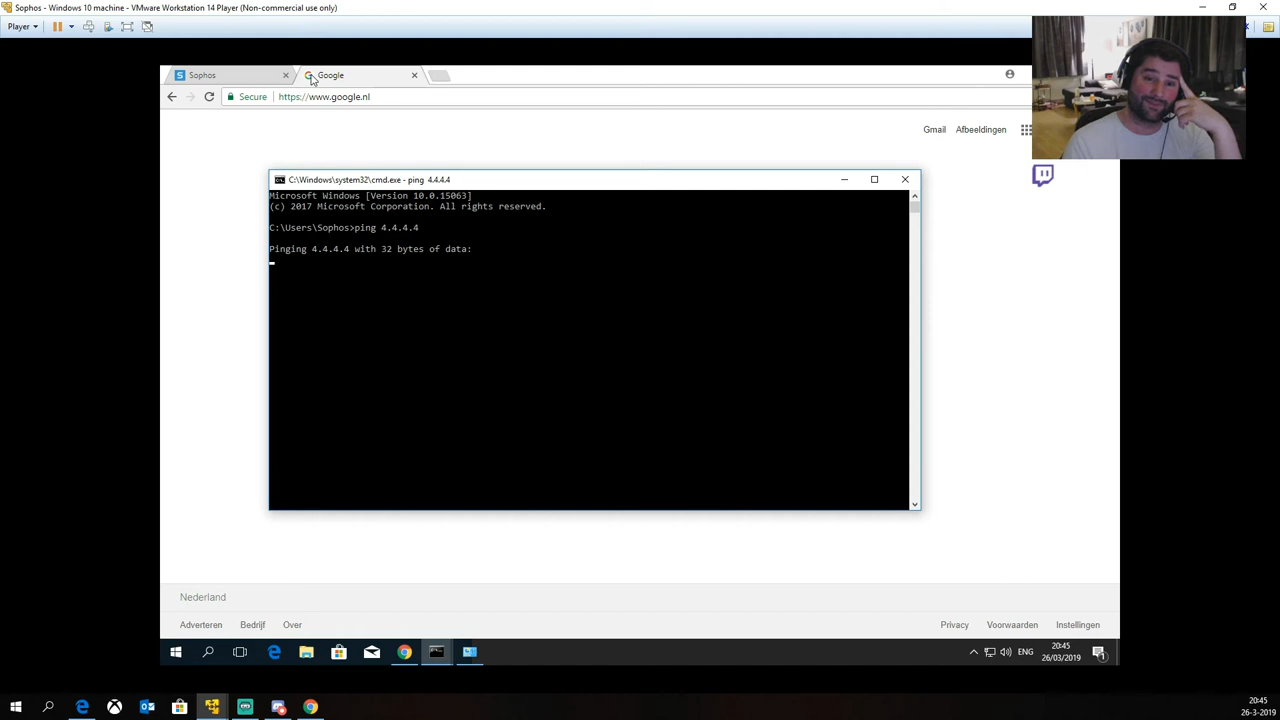 Sophos - Windows 10 machine - VMware Workstation 14 Player (Non-commercial use only)
Player
Sophos
Google
Secure
https://www.google.nl
Gmail
Afbeeldingen
C:\Windows\system32\cmd.exe - ping 4.4.4.4
Microsoft Windows [Version 10.0.15063]
(c) 2017 Microsoft Corporation. All rights reserved.
C:\Users\Sophos>ping 4.4.4.4
Pinging 4.4.4.4 with 32 bytes of data:
Nederland
Adverteren
Bedrijf
Over
Privacy
Voorwaarden
Instellingen
ENG
20:45
26/03/2019
20:45
26-3-2019